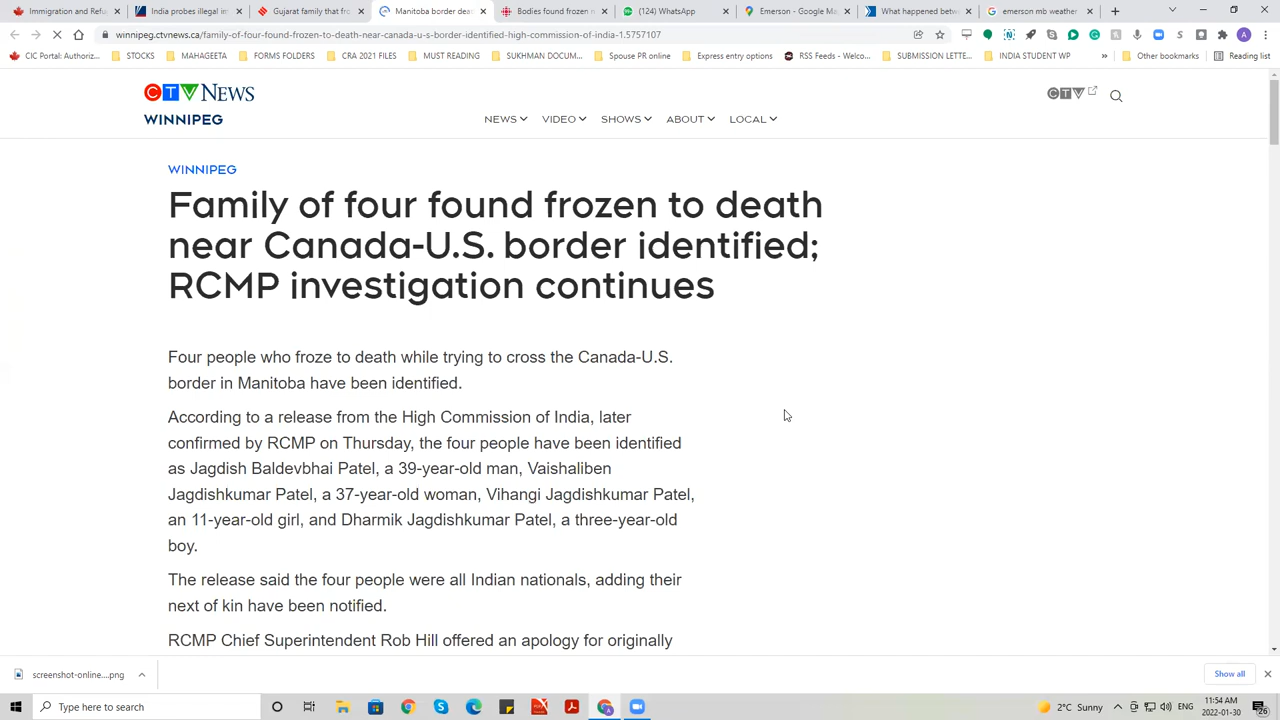 Immigration and Refu
India probes illegal im
Gujarat family that fro
Manitoba border dea
Bodies found frozen n
(124) WhatsApp
Emerson - Google Ma
What happened betw
emerson mb weather
winnipeg.ctvnews.ca/family-of-four-found-frozen-to-death-near-canada-u-s-border-identified-high-commission-of-india-1.5757107
CIC Portal: Authoriz...
STOCKS
MAHAGEETA
FORMS FOLDERS
CRA 2021 FILES
MUST READING
SUKHMAN DOCUM...
Spouse PR online
Express entry options
RSS Feeds - Welco...
SUBMISSION LETTE...
INDIA STUDENT WP
»
Other bookmarks
Reading list
CTV NEWS
WINNIPEG
NEWS
VIDEO
SHOWS
ABOUT
LOCAL
CTV
WINNIPEG
Family of four found frozen to death
near Canada-U.S. border identified;
RCMP investigation continues
Four people who froze to death while trying to cross the Canada-U.S.
border in Manitoba have been identified.
According to a release from the High Commission of India, later
confirmed by RCMP on Thursday, the four people have been identified
as Jagdish Baldevbhai Patel, a 39-year-old man, Vaishaliben
Jagdishkumar Patel, a 37-year-old woman, Vihangi Jagdishkumar Patel,
an 11-year-old girl, and Dharmik Jagdishkumar Patel, a three-year-old
boy.
The release said the four people were all Indian nationals, adding their
next of kin have been notified.
RCMP Chief Superintendent Rob Hill offered an apology for originally
screenshot-online....png
Show all
Type here to search
2°C Sunny
ENG
11:54 AM
2022-01-30
26